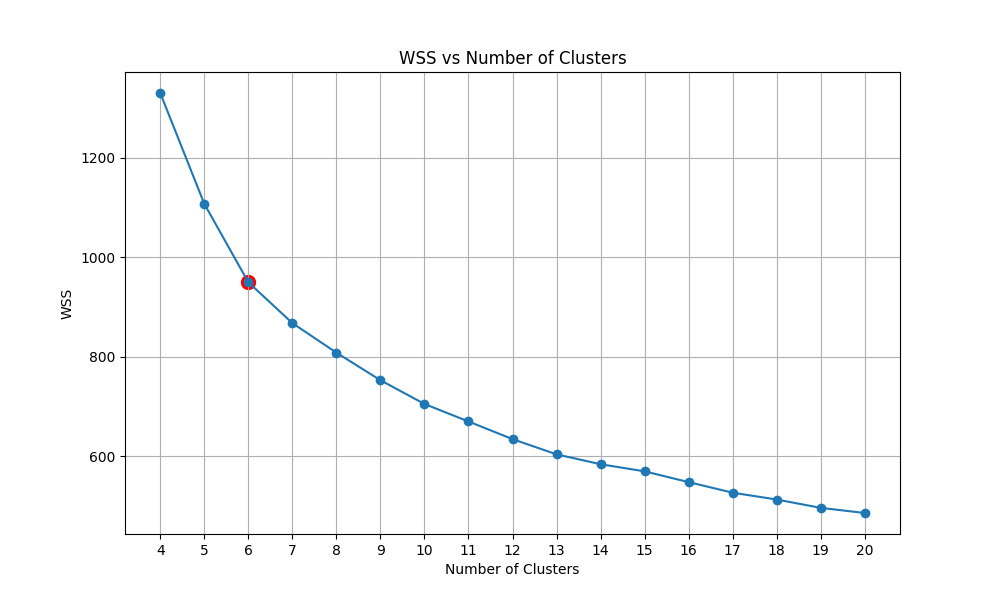 WSS vs Number of Clusters
1200
1000
800
600
WSS
4 5 6 7 8 9 10 11 12 13 14 15 16 17 18 19 20
Number of Clusters